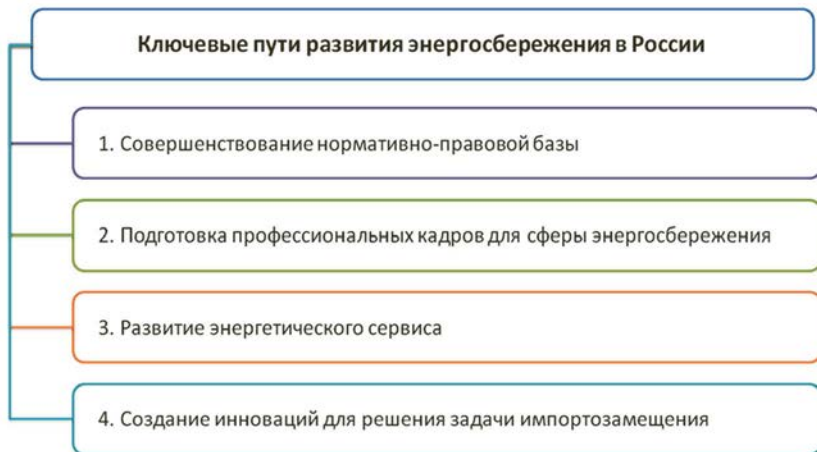 Ключевые пути развития энергосбережения в России
1. Совершенствование нормативно-правовой базы
2. Подготовка профессиональных кадров для сферы энергосбережения
3. Развитие энергетического сервиса
4. Создание инноваций для решения задачи импортозамещения